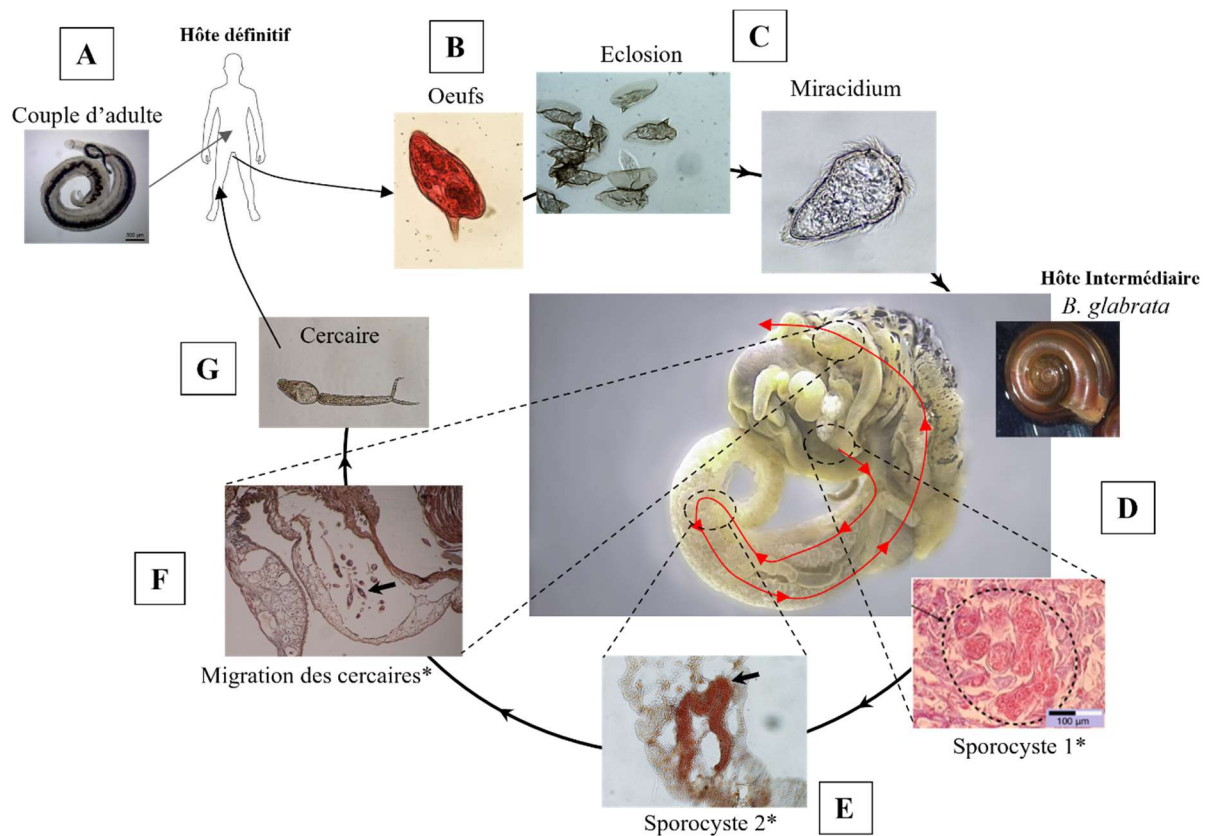 A
Hôte définitif
B
Eclosion
C
Couple d'adulte
Oeufs
Miracidium
500 µm
Hôte Intermédiaire
B. glabrata
Cercaire
G
D
F
Migration des cercaires*
100 µm
Sporocyste 1*
Sporocyste 2*
E